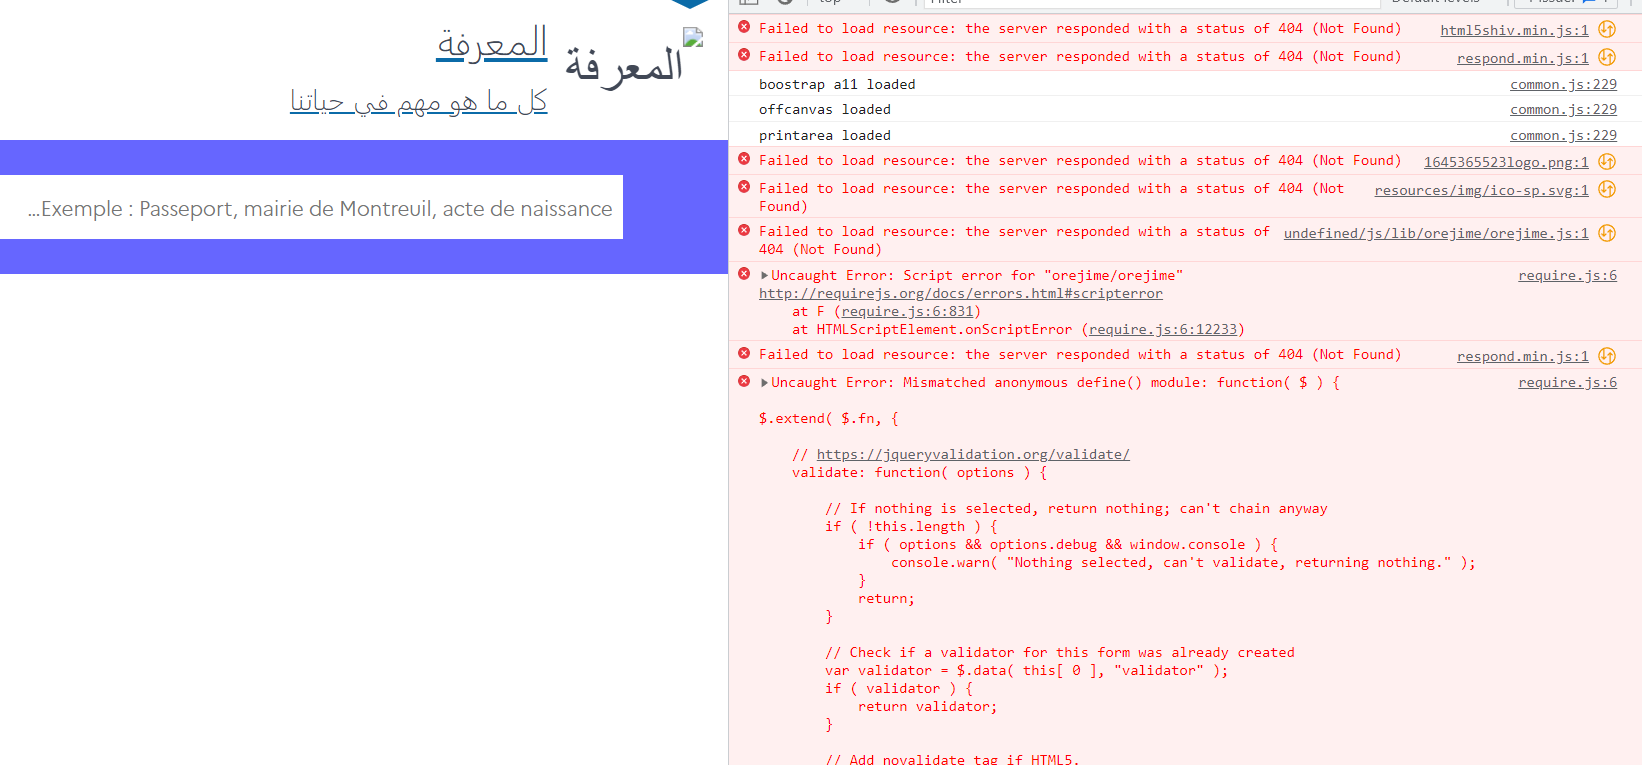 المعرفة
المعرفة
كل ما هو مهم في حياتنا
Exemple : Passeport, mairie de Montreuil, acte de naissance...
Failed to load resource: the server responded with a status of 404 (Not Found) html5shiv.min.js:1
Failed to load resource: the server responded with a status of 404 (Not Found) respond.min.js:1
boostrap a11 loaded common.js:229
offcanvas loaded common.js:229
printarea loaded common.js:229
Failed to load resource: the server responded with a status of 404 (Not Found) 1645365523logo.png:1
Failed to load resource: the server responded with a status of 404 (Not resources/img/ico-sp.svg:1
Found)
Failed to load resource: the server responded with a status of undefined/js/lib/orejime/orejime.js:1
404 (Not Found)
Uncaught Error: Script error for "orejime/orejime" require.js:6
http://requirejs.org/docs/errors.html#scripterror
at F (require.js:6:831)
at HTMLScriptElement.onScriptError (require.js:6:12233)
Failed to load resource: the server responded with a status of 404 (Not Found) respond.min.js:1
Uncaught Error: Mismatched anonymous define() module: function( $ ) { require.js:6
$.extend( $.fn, {
// https://jqueryvalidation.org/validate/
validate: function( options ) {
// If nothing is selected, return nothing; can't chain anyway
if ( !this.length ) {
if ( options && options.debug && window.console ) {
console.warn( "Nothing selected, can't validate, returning nothing." );
}
return;
}
// Check if a validator for this form was already created
var validator = $.data( this[ 0 ], "validator" );
if ( validator ) {
return validator;
}
// Add novalidate tag if HTML5.